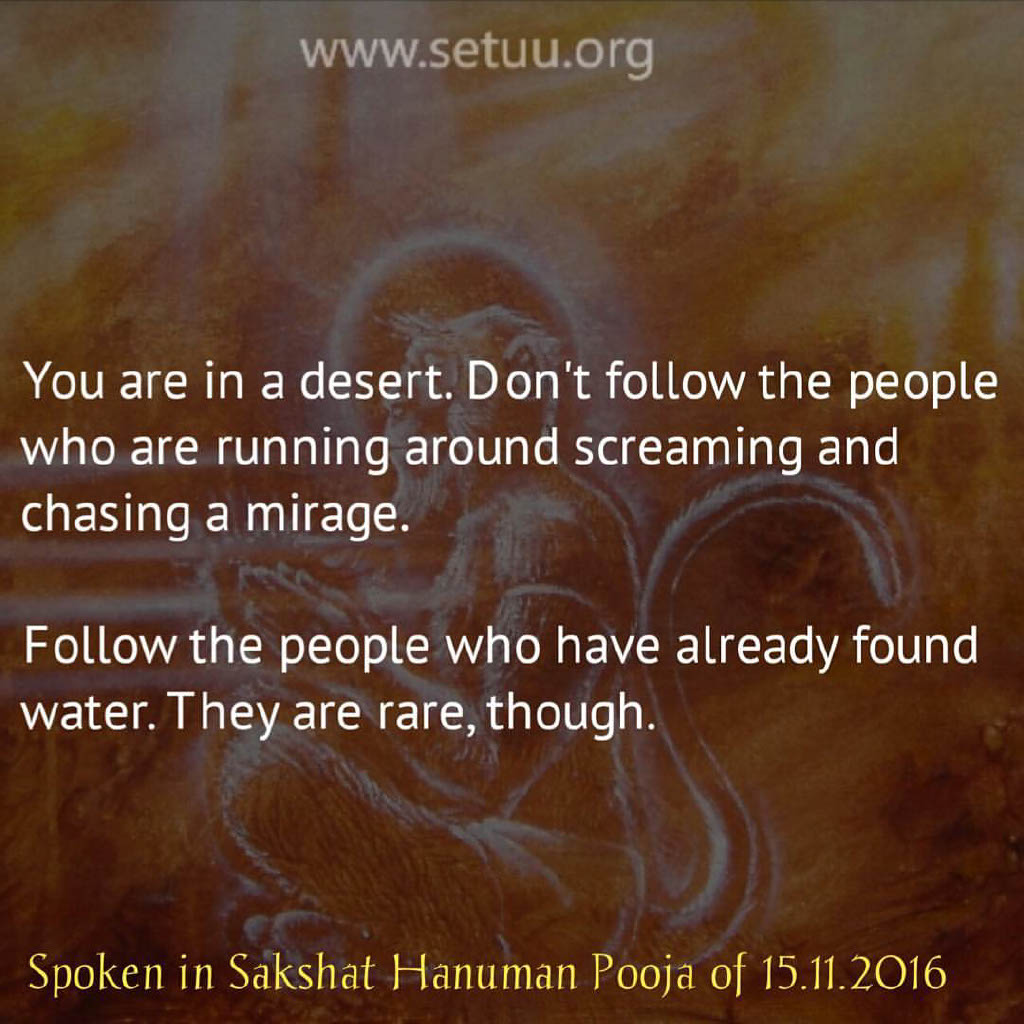 www.setuu.org
You are in a desert. Don't follow the people
who are running around screaming and
chasing a mirage.
Follow the people who have already found
water. They are rare, though.
Spoken in Sakshat Hanuman Pooja of 15.11.2016